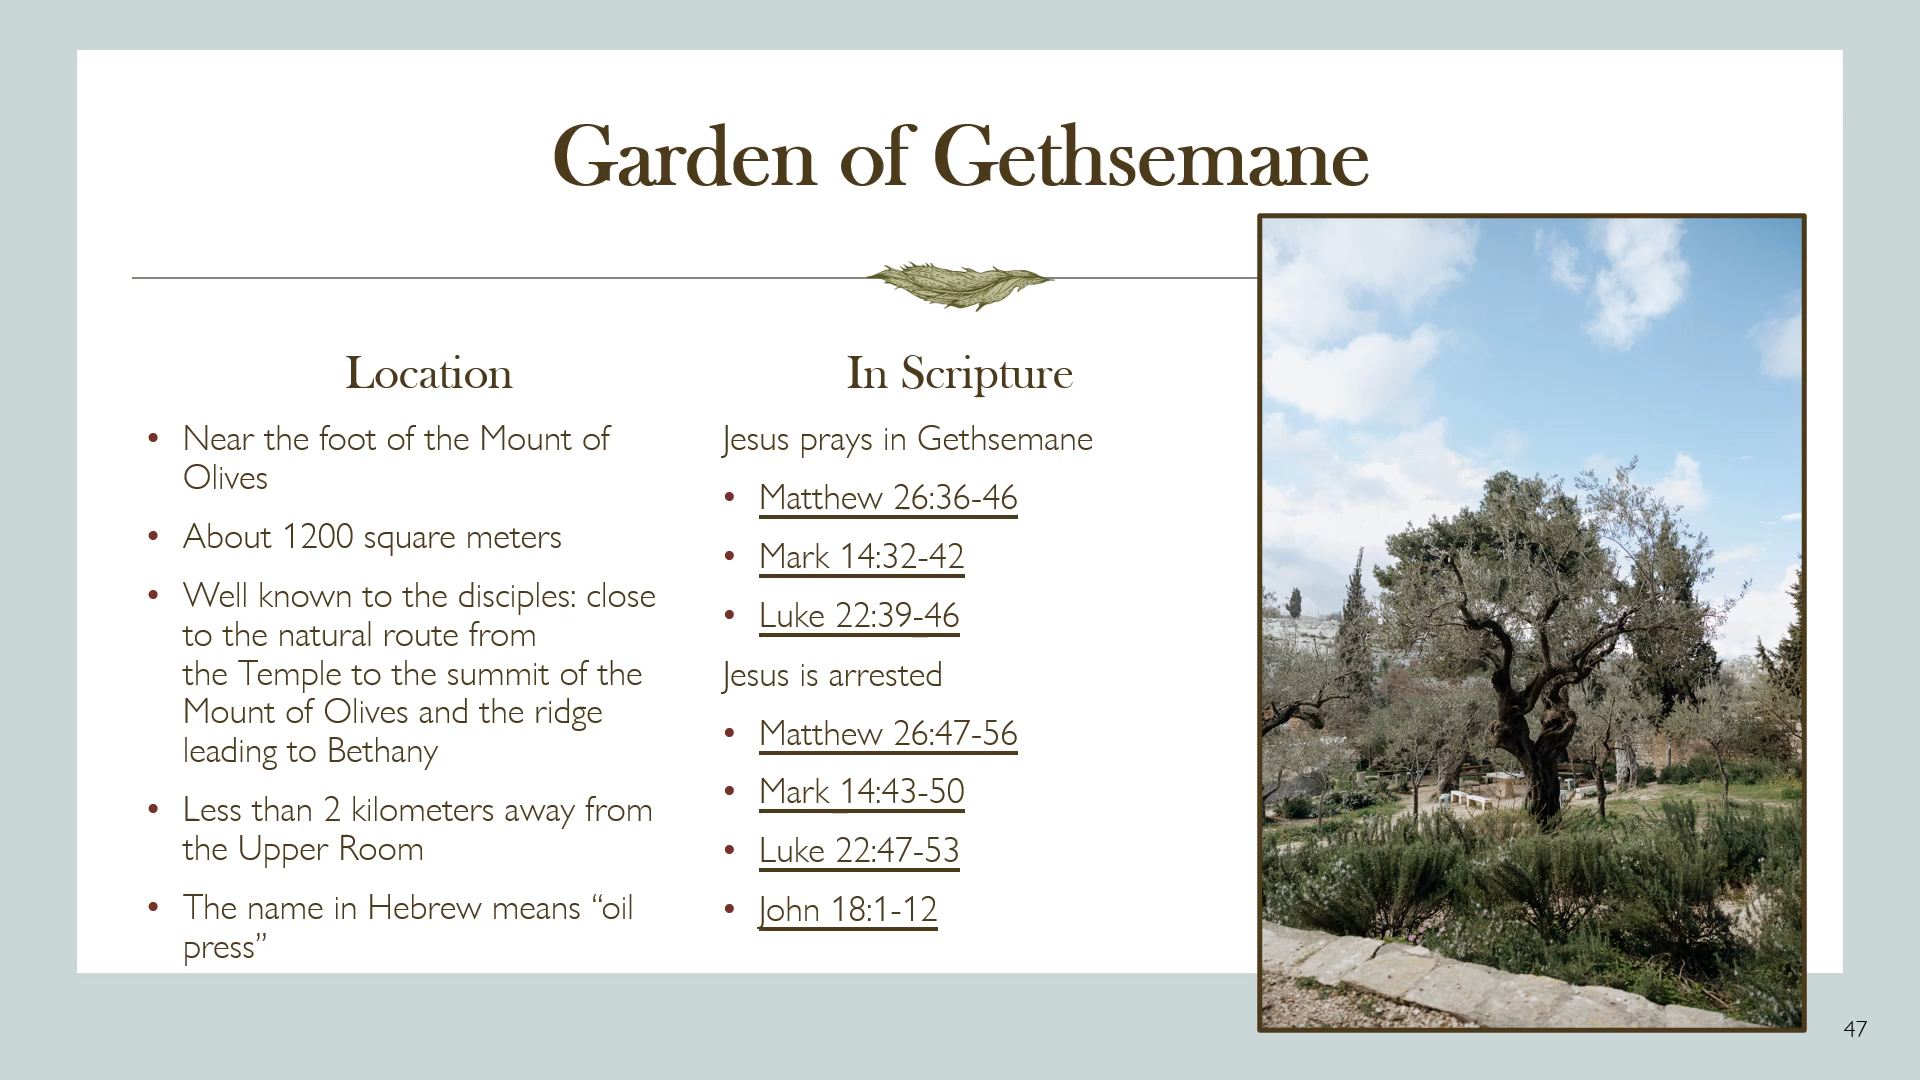 Garden of Gethsemane
Location
• Near the foot of the Mount of
Olives
• About 1200 square meters
• Well known to the disciples: close
to the natural route from
the Temple to the summit of the
Mount of Olives and the ridge
leading to Bethany
• Less than 2 kilometers away from
the Upper Room
• The name in Hebrew means “oil
press”
In Scripture
Jesus prays in Gethsemane
• Matthew 26:36-46
• Mark 14:32-42
• Luke 22:39-46
Jesus is arrested
• Matthew 26:47-56
• Mark 14:43-50
• Luke 22:47-53
• John 18:1-12
47